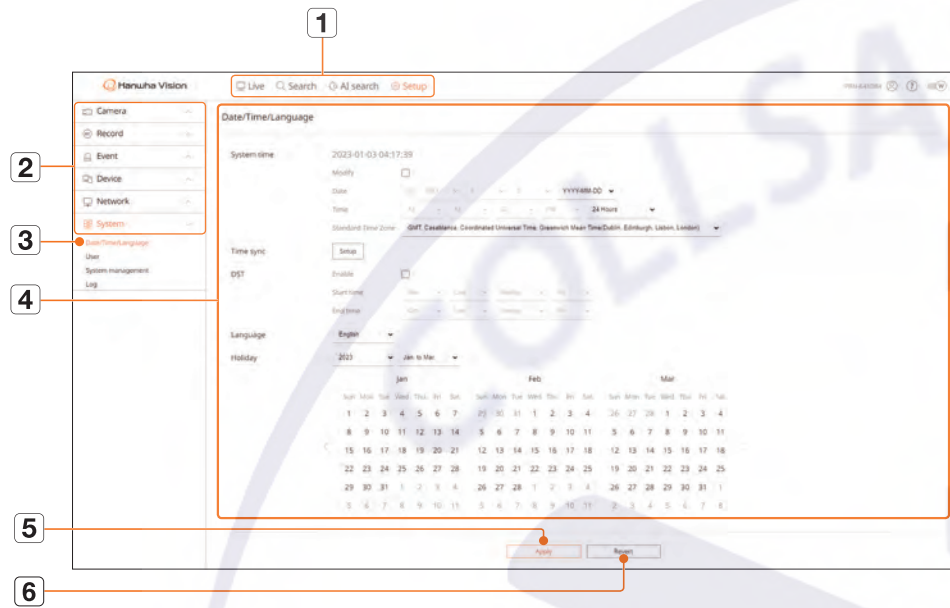 1
Hanwha Vision Live Search AI search Setup
Camera
Record
Event
Device
Network
System
Date/Time/Language
User
System management
Log
2
3
4
Date/Time/Language
System time 2023-01-03 04:17:39
Modify
Date YYYY-MM-DD
Time 24 Hours
Standard Time Zone GMT, Casablanca, Coordinated Universal Time, Greenwich Mean Time(Dublin, Edinburgh, Lisbon, London)
Time sync Setup
DST Enable
Start time
End time
Language English
Holiday 2023 Jan. to Mar.
Jan Feb Mar
Sun Mon Tue Wed Thu Fri Sat Sun Mon Tue Wed Thu Fri Sat Sun Mon Tue Wed Thu Fri Sat
1 2 3 4 5 6 7 29 30 31 1 2 3 4 26 27 28 1 2 3 4
8 9 10 11 12 13 14 5 6 7 8 9 10 11 5 6 7 8 9 10 11
15 16 17 18 19 20 21 12 13 14 15 16 17 18 12 13 14 15 16 17 18
22 23 24 25 26 27 28 19 20 21 22 23 24 25 19 20 21 22 23 24 25
29 30 31 1 2 3 4 26 27 28 1 2 3 4 26 27 28 29 30 31 1
5 6 7 8 9 10 11 5 6 7 8 9 10 11 2 3 4 5 6 7 8
5
Apply Revert
6
COLLSA